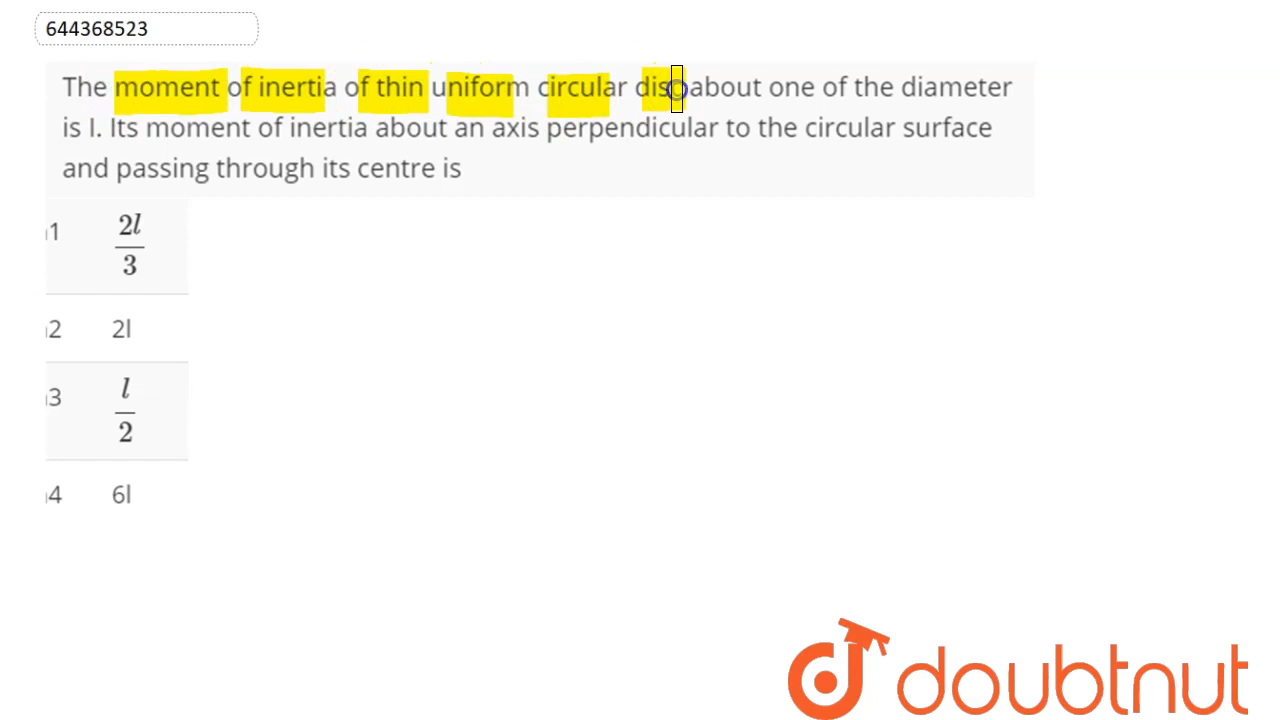 644368523
The moment of inertia of thin uniform circular disc about one of the diameter
is I. Its moment of inertia about an axis perpendicular to the circular surface
and passing through its centre is
1 2l/3
2 2l
3 l/2
4 6l
doubtnut